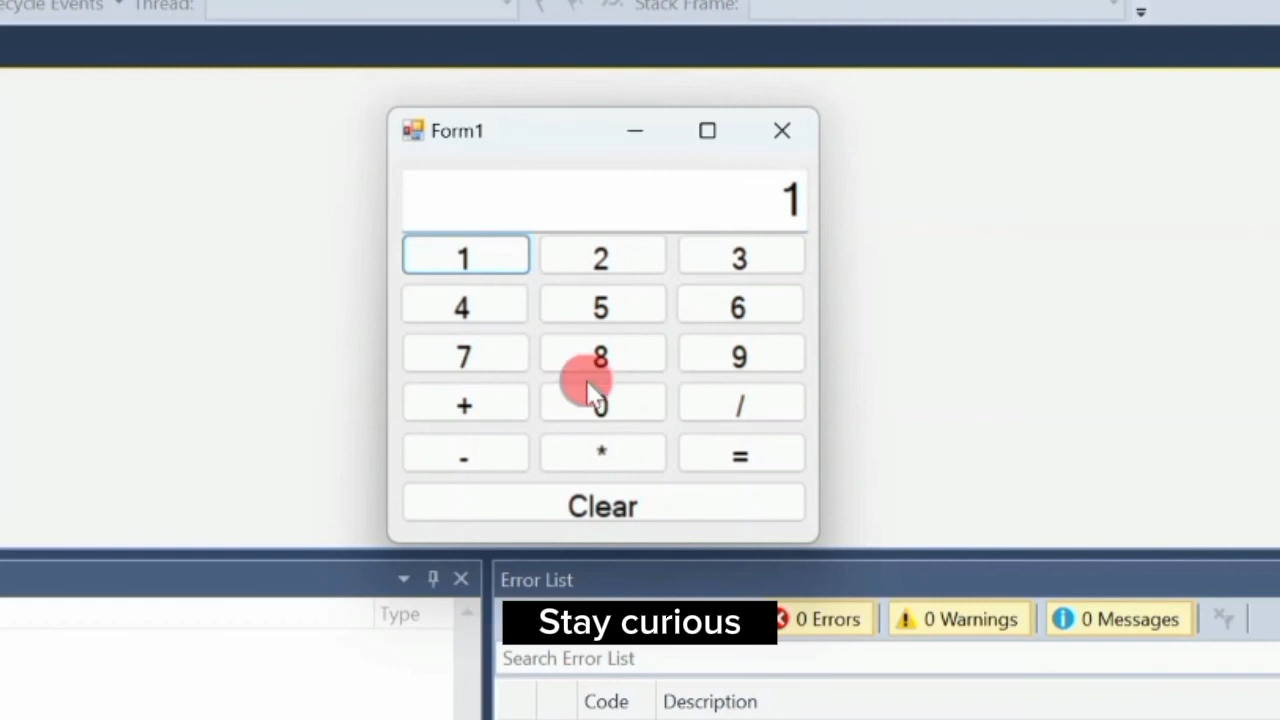 ecycle Events Thread: Stack Frame:
Form1
1
1 2 3
4 5 6
7 8 9
+ 0 /
- * =
Clear
Error List
Type
Stay curious
0 Errors 0 Warnings 0 Messages
Search Error List
Code Description